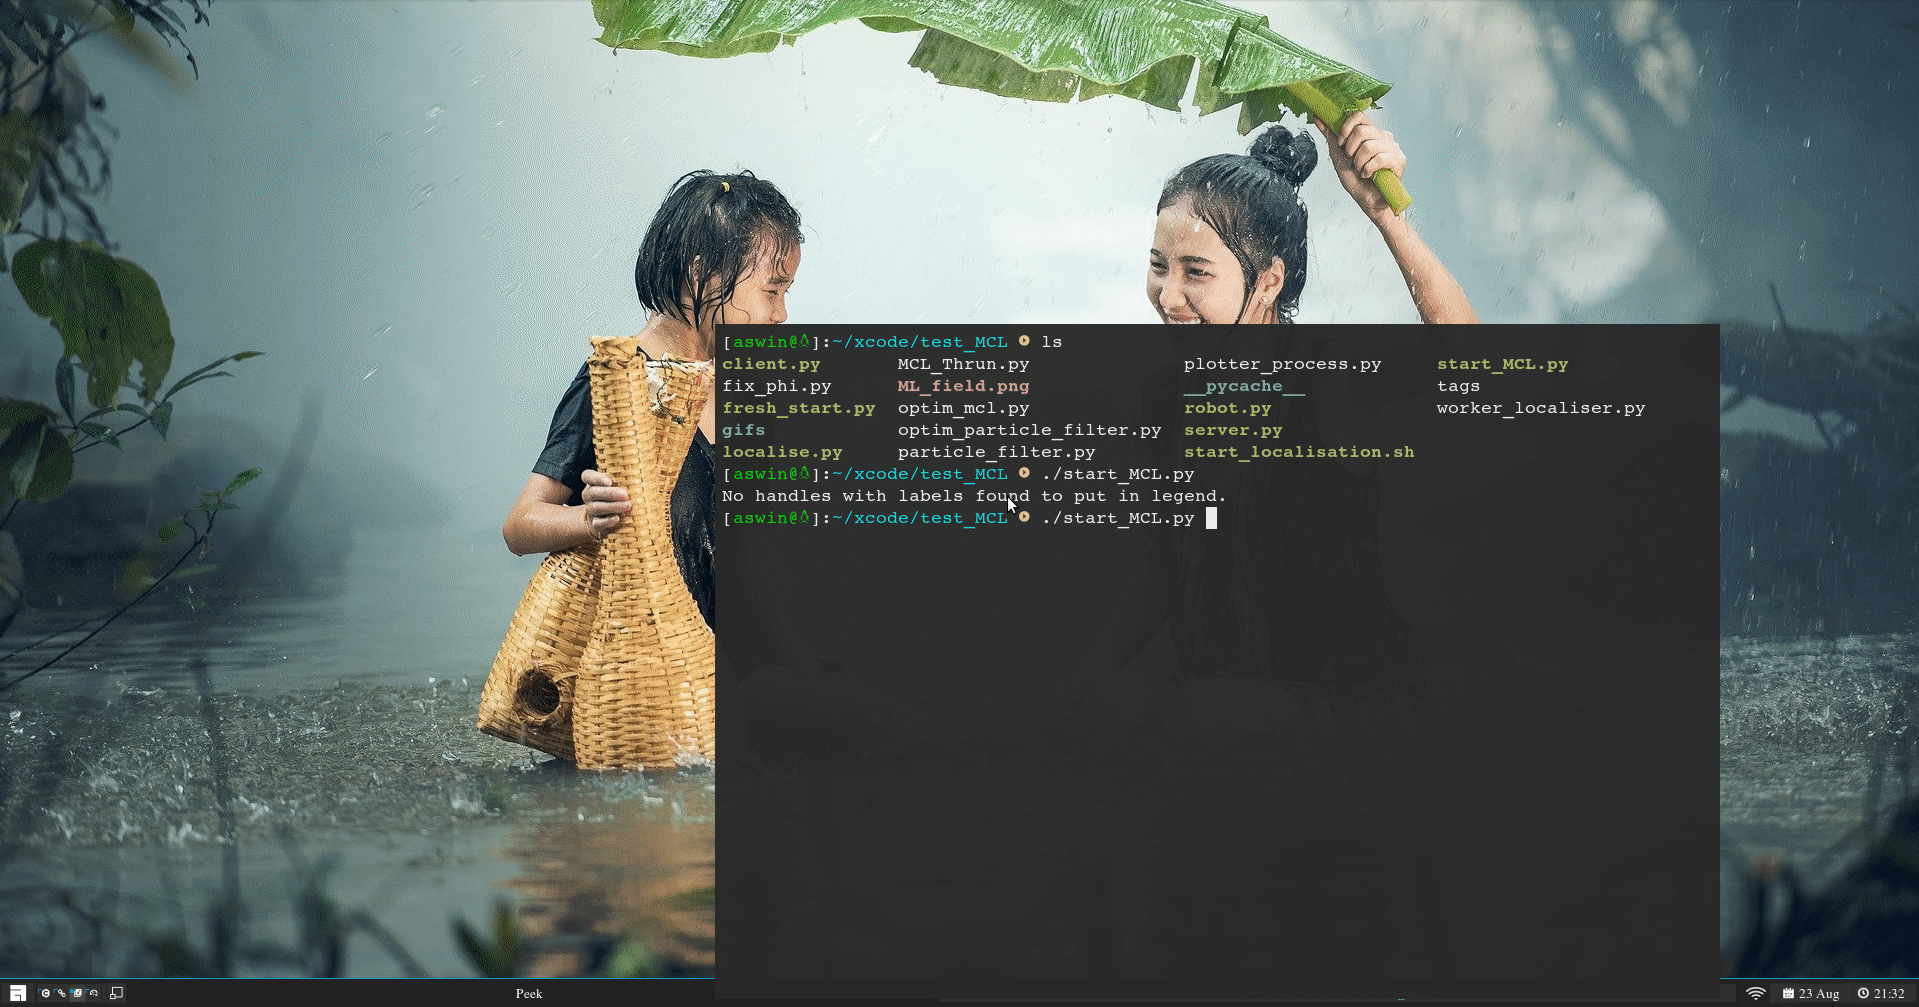 [aswin@]:~/xcode/test_MCL ls
client.py MCL_Thrun.py plotter_process.py start_MCL.py
fix_phi.py ML_field.png __pycache__ tags
fresh_start.py optim_mcl.py robot.py worker_localiser.py
gifs optim_particle_filter.py server.py
localise.py particle_filter.py start_localisation.sh
[aswin@]:~/xcode/test_MCL ./start_MCL.py
No handles with labels found to put in legend.
[aswin@]:~/xcode/test_MCL ./start_MCL.py
Peek 23 Aug 21:32